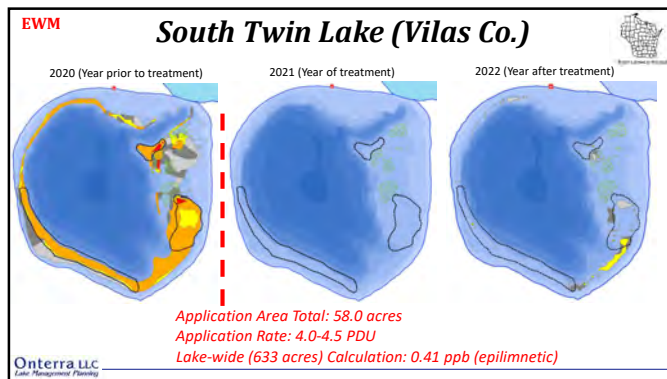 EWM
South Twin Lake (Vilas Co.)
2020 (Year prior to treatment)
2021 (Year of treatment)
2022 (Year after treatment)
Application Area Total: 58.0 acres
Application Rate: 4.0-4.5 PDU
Lake-wide (633 acres) Calculation: 0.41 ppb (epilimnetic)
Onterra LLC
Lake Management Planning